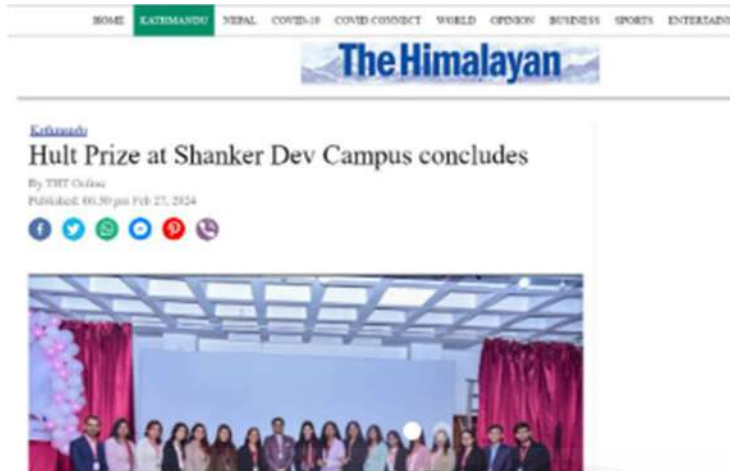 HOME KATHMANDU NEPAL COVID-19 COVID CONNECT WORLD OPINION BUSINESS SPORTS ENTERTAIN
The Himalayan
Kathmandu
Hult Prize at Shanker Dev Campus concludes
By THT Online
Published: 06:30 pm Feb 27, 2024